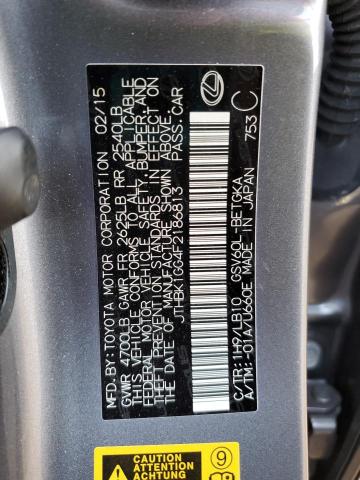 MFD.BY: TOYOTA MOTOR CORPORATION 02/15
GVWR 4700LB GAWR FR 2625LB RR 2540LB
THIS VEHICLE CONFORMS TO ALL APPLICABLE
FEDERAL MOTOR VEHICLE SAFETY, BUMPER, AND
THEFT PREVENTION STANDARDS IN EFFECT ON
THE DATE OF MANUFACTURE SHOWN ABOVE.
JTHBK1GG4F2186813 PASS.CAR
C/TR: 1H9/LB10 GSV60L-BETGKA
A/TM: -01A/U660E MADE IN JAPAN 753 C
CAUTION
ATTENTION
ACHTUNG
9